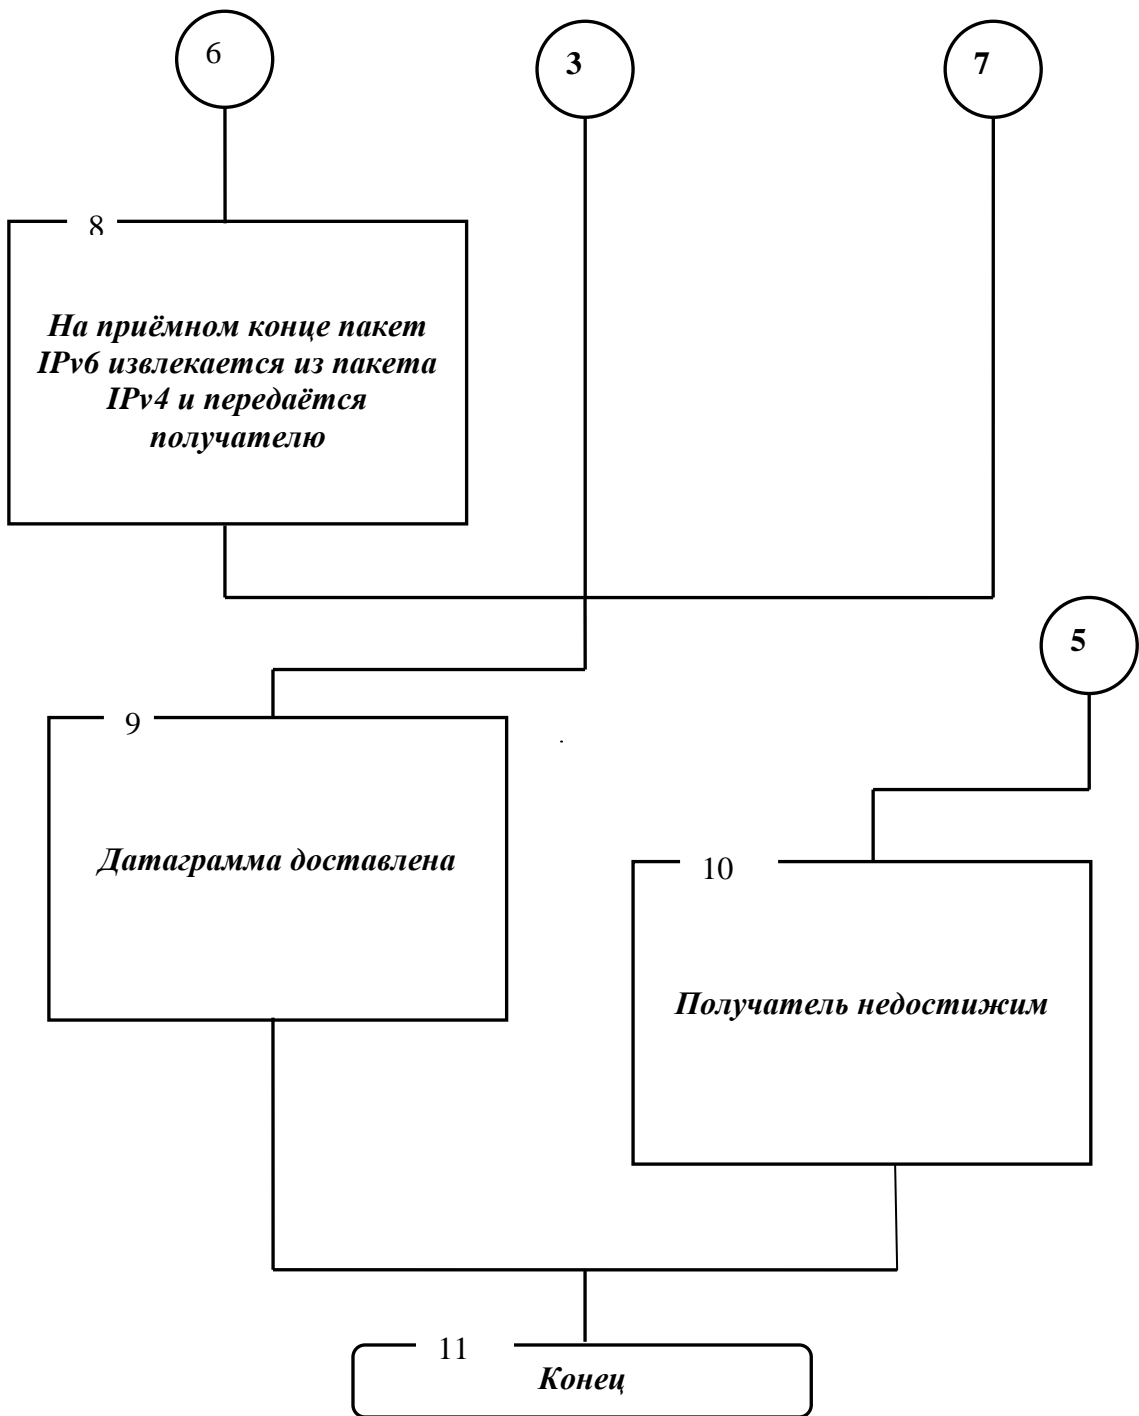 6
3
7
8
На приёмном конце пакет
IPv6 извлекается из пакета
IPv4 и передаётся
получателю
5
9
Датаграмма доставлена
10
Получатель недостижим
11
Конец